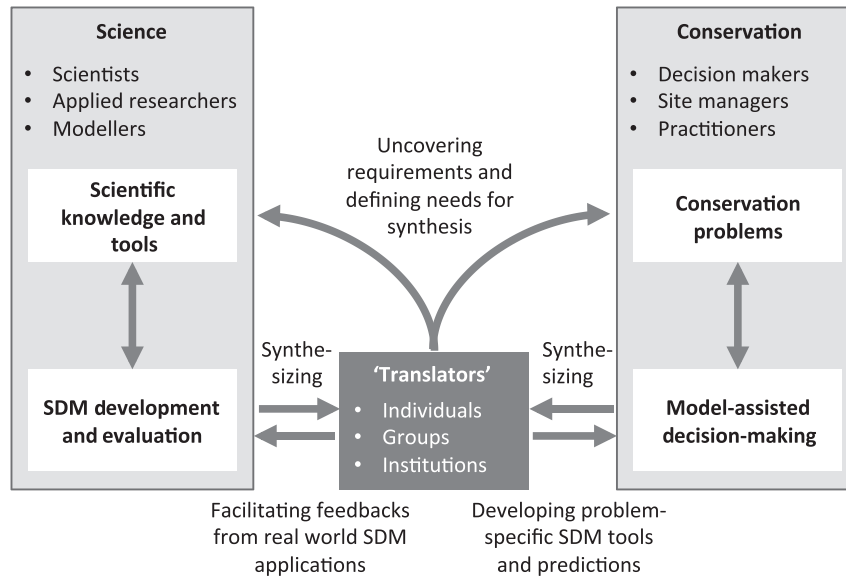 Science
• Scientists
• Applied researchers
• Modellers
Scientific
knowledge and
tools
SDM development
and evaluation
Uncovering
requirements and
defining needs for
synthesis
Synthe-
sizing
'Translators'
• Individuals
• Groups
• Institutions
Synthe-
sizing
Facilitating feedbacks
from real world SDM
applications
Developing problem-
specific SDM tools
and predictions
Conservation
• Decision makers
• Site managers
• Practitioners
Conservation
problems
Model-assisted
decision-making